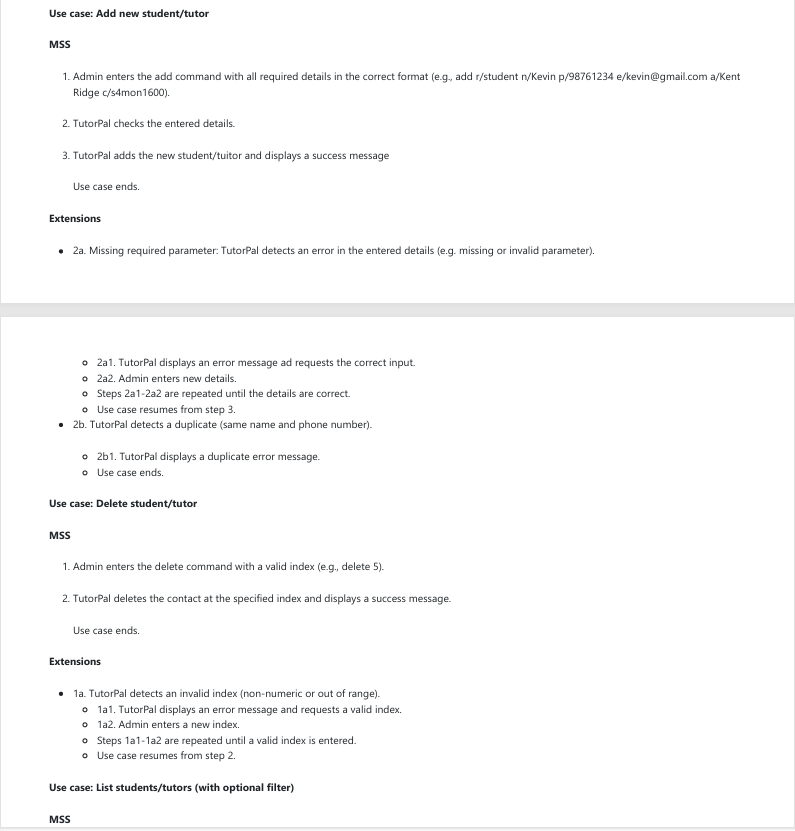 Use case: Add new student/tutor
MSS
1. Admin enters the add command with all required details in the correct format (e.g., add r/student n/Kevin p/98761234 e/kevin@gmail.com a/Kent
Ridge c/s4mon1600).
2. TutorPal checks the entered details.
3. TutorPal adds the new student/tuitor and displays a success message
Use case ends.
Extensions
• 2a. Missing required parameter: TutorPal detects an error in the entered details (e.g. missing or invalid parameter).
◦ 2a1. TutorPal displays an error message ad requests the correct input.
◦ 2a2. Admin enters new details.
◦ Steps 2a1-2a2 are repeated until the details are correct.
◦ Use case resumes from step 3.
• 2b. TutorPal detects a duplicate (same name and phone number).
◦ 2b1. TutorPal displays a duplicate error message.
◦ Use case ends.
Use case: Delete student/tutor
MSS
1. Admin enters the delete command with a valid index (e.g., delete 5).
2. TutorPal deletes the contact at the specified index and displays a success message.
Use case ends.
Extensions
• 1a. TutorPal detects an invalid index (non-numeric or out of range).
◦ 1a1. TutorPal displays an error message and requests a valid index.
◦ 1a2. Admin enters a new index.
◦ Steps 1a1-1a2 are repeated until a valid index is entered.
◦ Use case resumes from step 2.
Use case: List students/tutors (with optional filter)
MSS